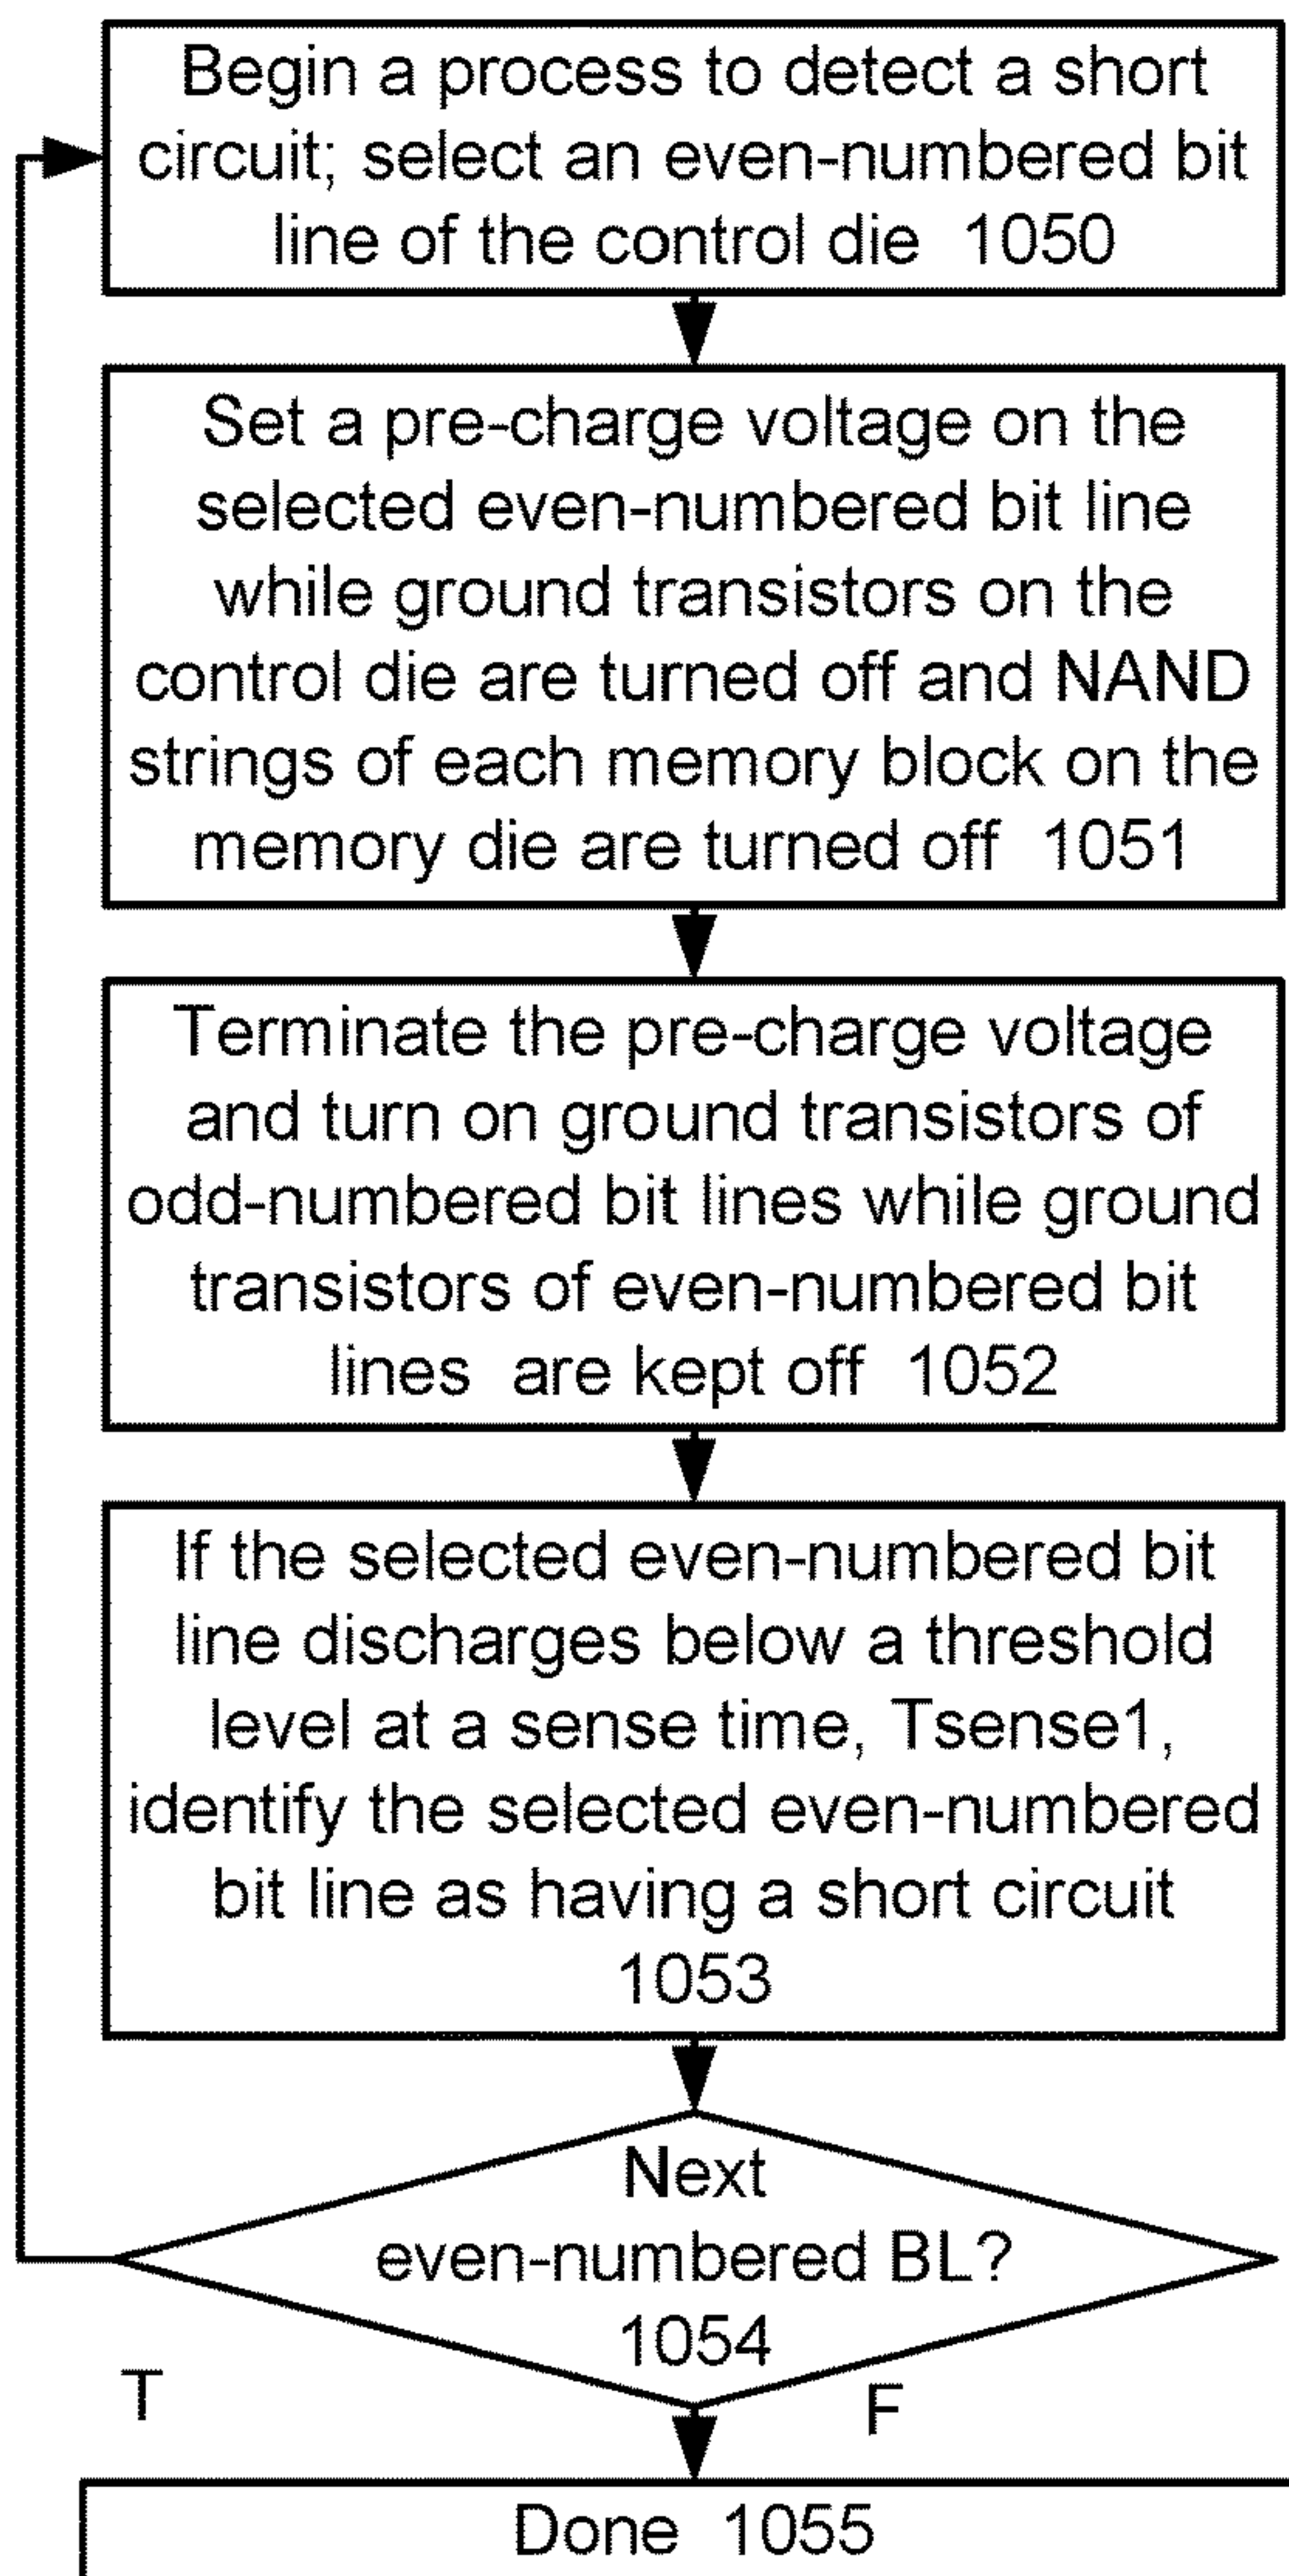 Begin a process to detect a short
circuit; select an even-numbered bit
line of the control die 1050
Set a pre-charge voltage on the
selected even-numbered bit line
while ground transistors on the
control die are turned off and NAND
strings of each memory block on the
memory die are turned off 1051
Terminate the pre-charge voltage
and turn on ground transistors of
odd-numbered bit lines while ground
transistors of even-numbered bit
lines are kept off 1052
If the selected even-numbered bit
line discharges below a threshold
level at a sense time, Tsense1,
identify the selected even-numbered
bit line as having a short circuit
1053
Next
even-numbered BL?
1054
T
F
Done 1055